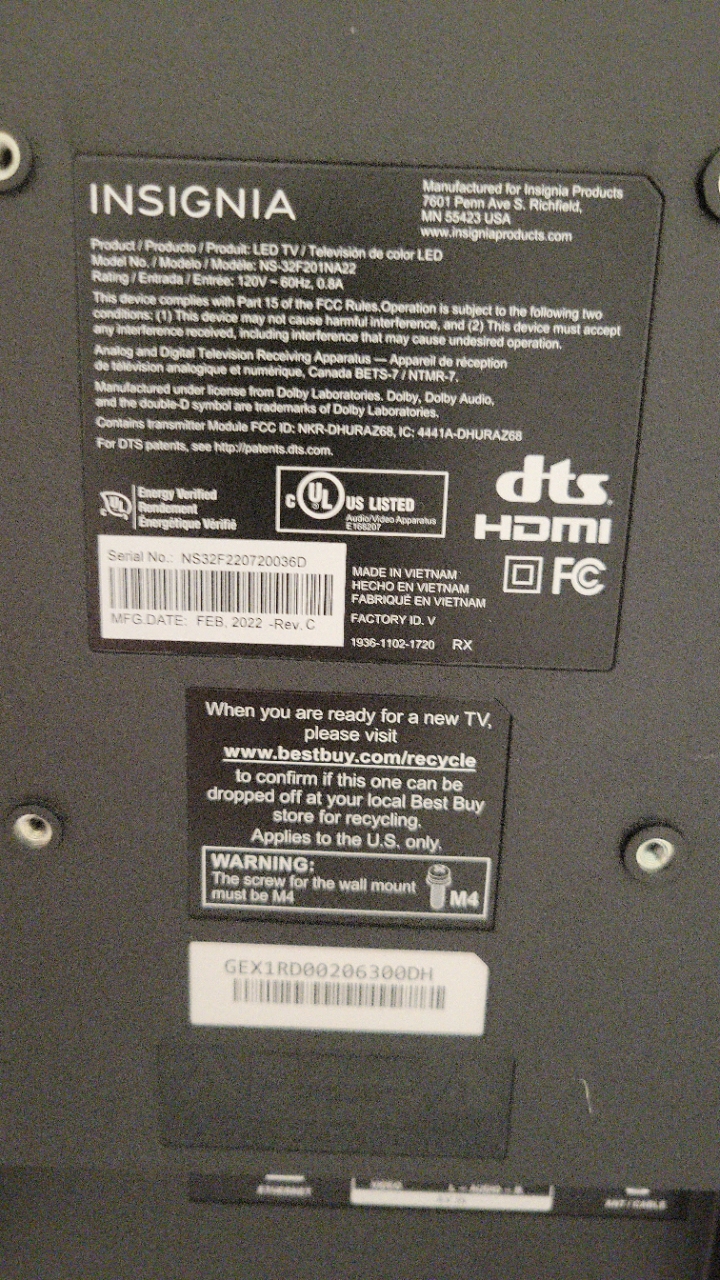 INSIGNIA
Manufactured for Insignia Products
7601 Penn Ave S. Richfield,
MN 55423 USA
www.insigniaproducts.com
Product / Producto / Produit: LED TV / Televisión de color LED
Model No. / Modelo / Modèle: NS-32F201NA22
Rating / Entrada / Entrée: 120V ~ 60Hz, 0.8A
This device complies with Part 15 of the FCC Rules.Operation is subject to the following two
conditions: (1) This device may not cause harmful interference, and (2) This device must accept
any interference received, including interference that may cause undesired operation.
Analog and Digital Television Receiving Apparatus — Appareil de réception
de télévision analogique et numérique, Canada BETS-7 / NTMR-7.
Manufactured under license from Dolby Laboratories. Dolby, Dolby Audio,
and the double-D symbol are trademarks of Dolby Laboratories.
Contains transmitter Module FCC ID: NKR-DHURAZ68, IC: 4441A-DHURAZ68
For DTS patents, see http://patents.dts.com.
dts
HDMI
FC
UL
Energy Verified
Rendement
Énergétique Vérifié
C UL US LISTED
Audio/Video Apparatus
E168207
Serial No.: NS32F220720036D
MFG.DATE: FEB, 2022 -Rev. C
MADE IN VIETNAM
HECHO EN VIETNAM
FABRIQUÉ EN VIETNAM
FACTORY ID. V
1936-1102-1720 RX
When you are ready for a new TV,
please visit
www.bestbuy.com/recycle
to confirm if this one can be
dropped off at your local Best Buy
store for recycling.
Applies to the U.S. only.
WARNING:
The screw for the wall mount
must be M4
M4
GEX1RD00206300DH
ETHERNET
VIDEO L - AUDIO - R
ANT / CABLE